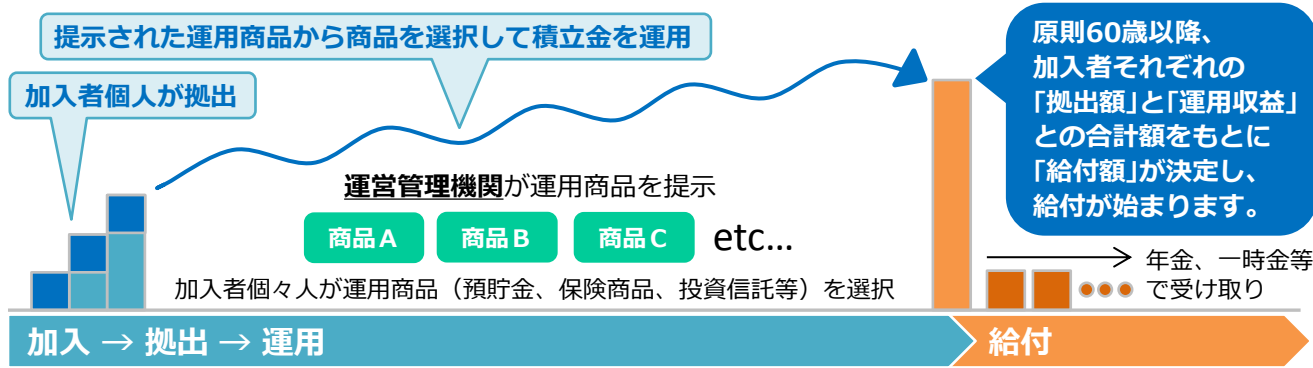 提示された運用商品から商品を選択して積立金を運用
加入者個人が拠出
原則60歳以降、
加入者それぞれの
「拠出額」と「運用収益」
との合計額をもとに
「給付額」が決定し、
給付が始まります。
運営管理機関が運用商品を提示
商品A 商品B 商品C etc…
加入者個々人が運用商品（預貯金、保険商品、投資信託等）を選択
年金、一時金等
で受け取り
加入 → 拠出 → 運用
給付